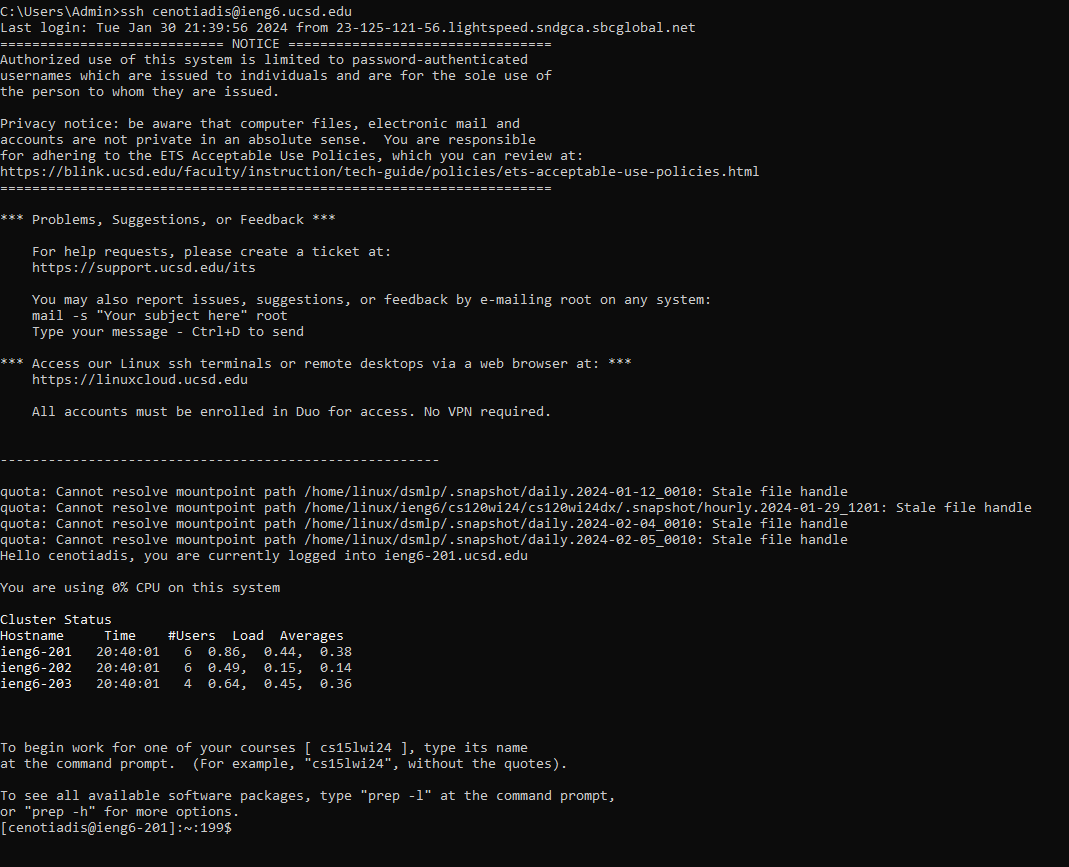 C:\Users\Admin>ssh cenotiadis@ieng6.ucsd.edu
Last login: Tue Jan 30 21:39:56 2024 from 23-125-121-56.lightspeed.sndgca.sbcglobal.net
============================ NOTICE =================================
Authorized use of this system is limited to password-authenticated
usernames which are issued to individuals and are for the sole use of
the person to whom they are issued.

Privacy notice: be aware that computer files, electronic mail and
accounts are not private in an absolute sense.  You are responsible
for adhering to the ETS Acceptable Use Policies, which you can review at:
https://blink.ucsd.edu/faculty/instruction/tech-guide/policies/ets-acceptable-use-policies.html
=====================================================================

*** Problems, Suggestions, or Feedback ***

    For help requests, please create a ticket at:
    https://support.ucsd.edu/its

    You may also report issues, suggestions, or feedback by e-mailing root on any system:
    mail -s "Your subject here" root
    Type your message - Ctrl+D to send

*** Access our Linux ssh terminals or remote desktops via a web browser at: ***
    https://linuxcloud.ucsd.edu

    All accounts must be enrolled in Duo for access. No VPN required.


-------------------------------------------------------

quota: Cannot resolve mountpoint path /home/linux/dsmlp/.snapshot/daily.2024-01-12_0010: Stale file handle
quota: Cannot resolve mountpoint path /home/linux/ieng6/cs120wi24/cs120wi24dx/.snapshot/hourly.2024-01-29_1201: Stale file handle
quota: Cannot resolve mountpoint path /home/linux/dsmlp/.snapshot/daily.2024-02-04_0010: Stale file handle
quota: Cannot resolve mountpoint path /home/linux/dsmlp/.snapshot/daily.2024-02-05_0010: Stale file handle
Hello cenotiadis, you are currently logged into ieng6-201.ucsd.edu

You are using 0% CPU on this system

Cluster Status
Hostname     Time    #Users  Load  Averages
ieng6-201   20:40:01   6  0.86,  0.44,  0.38
ieng6-202   20:40:01   6  0.49,  0.15,  0.14
ieng6-203   20:40:01   4  0.64,  0.45,  0.36



To begin work for one of your courses [ cs15lwi24 ], type its name
at the command prompt.  (For example, "cs15lwi24", without the quotes).

To see all available software packages, type "prep -l" at the command prompt,
or "prep -h" for more options.
[cenotiadis@ieng6-201]:~:199$